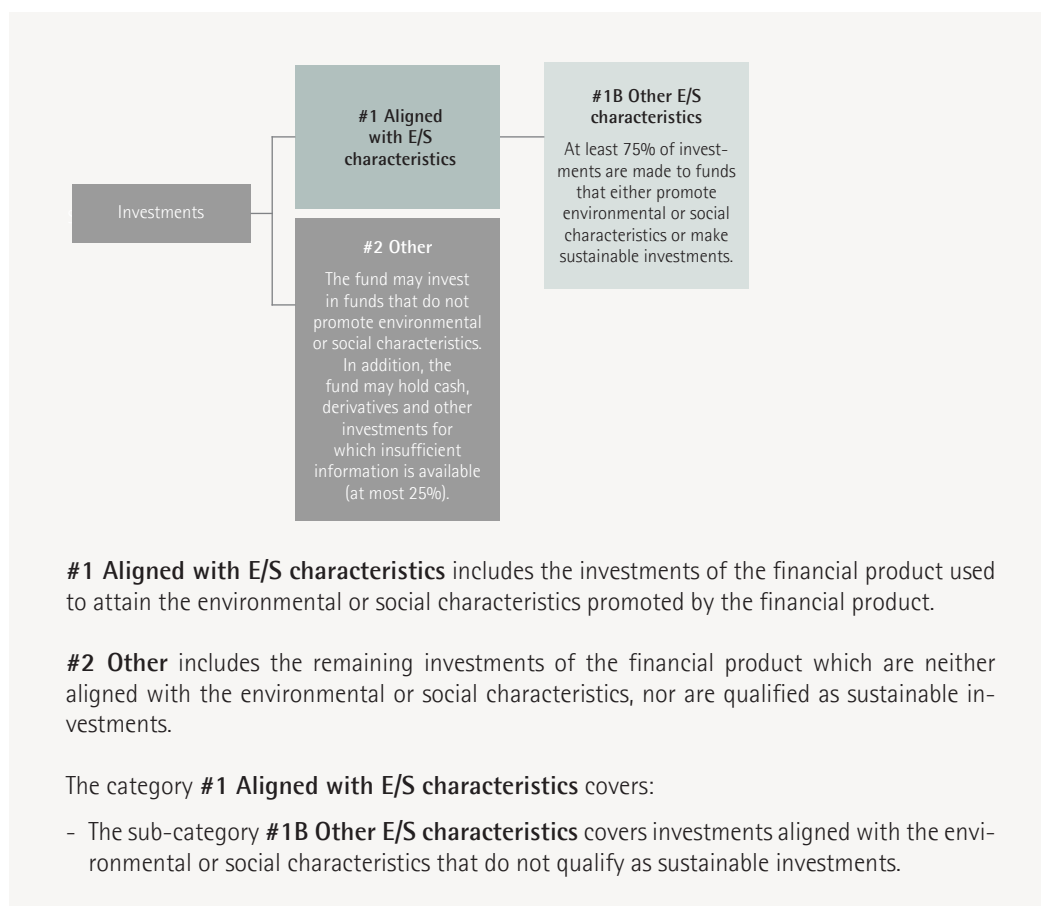 Investments
#1 Aligned
with E/S
characteristics
#1B Other E/S
characteristics
At least 75% of invest-
ments are made to funds
that either promote
environmental or social
characteristics or make
sustainable investments.
#2 Other
The fund may invest
in funds that do not
promote environmental
or social characteristics.
In addition, the
fund may hold cash,
derivatives and other
investments for
which insufficient
information is available
(at most 25%).
#1 Aligned with E/S characteristics includes the investments of the financial product used
to attain the environmental or social characteristics promoted by the financial product.
#2 Other includes the remaining investments of the financial product which are neither
aligned with the environmental or social characteristics, nor are qualified as sustainable in-
vestments.
The category #1 Aligned with E/S characteristics covers:
- The sub-category #1B Other E/S characteristics covers investments aligned with the envi-
ronmental or social characteristics that do not qualify as sustainable investments.